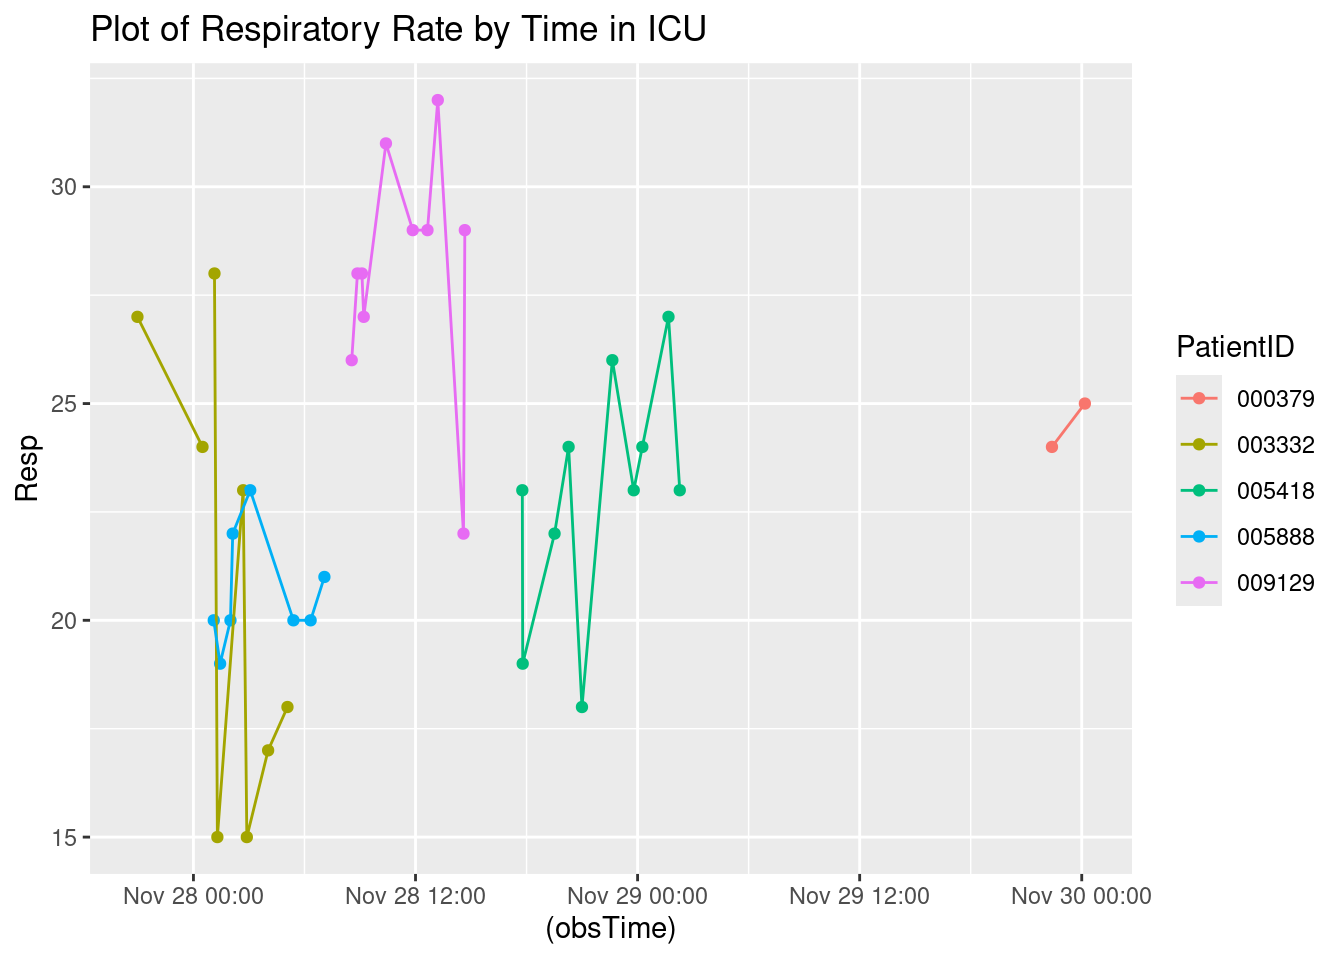 Plot of Respiratory Rate by Time in ICU
Resp
30
25
20
15
Nov 28 00:00 Nov 28 12:00 Nov 29 00:00 Nov 29 12:00 Nov 30 00:00
(obsTime)
PatientID
000379
003332
005418
005888
009129